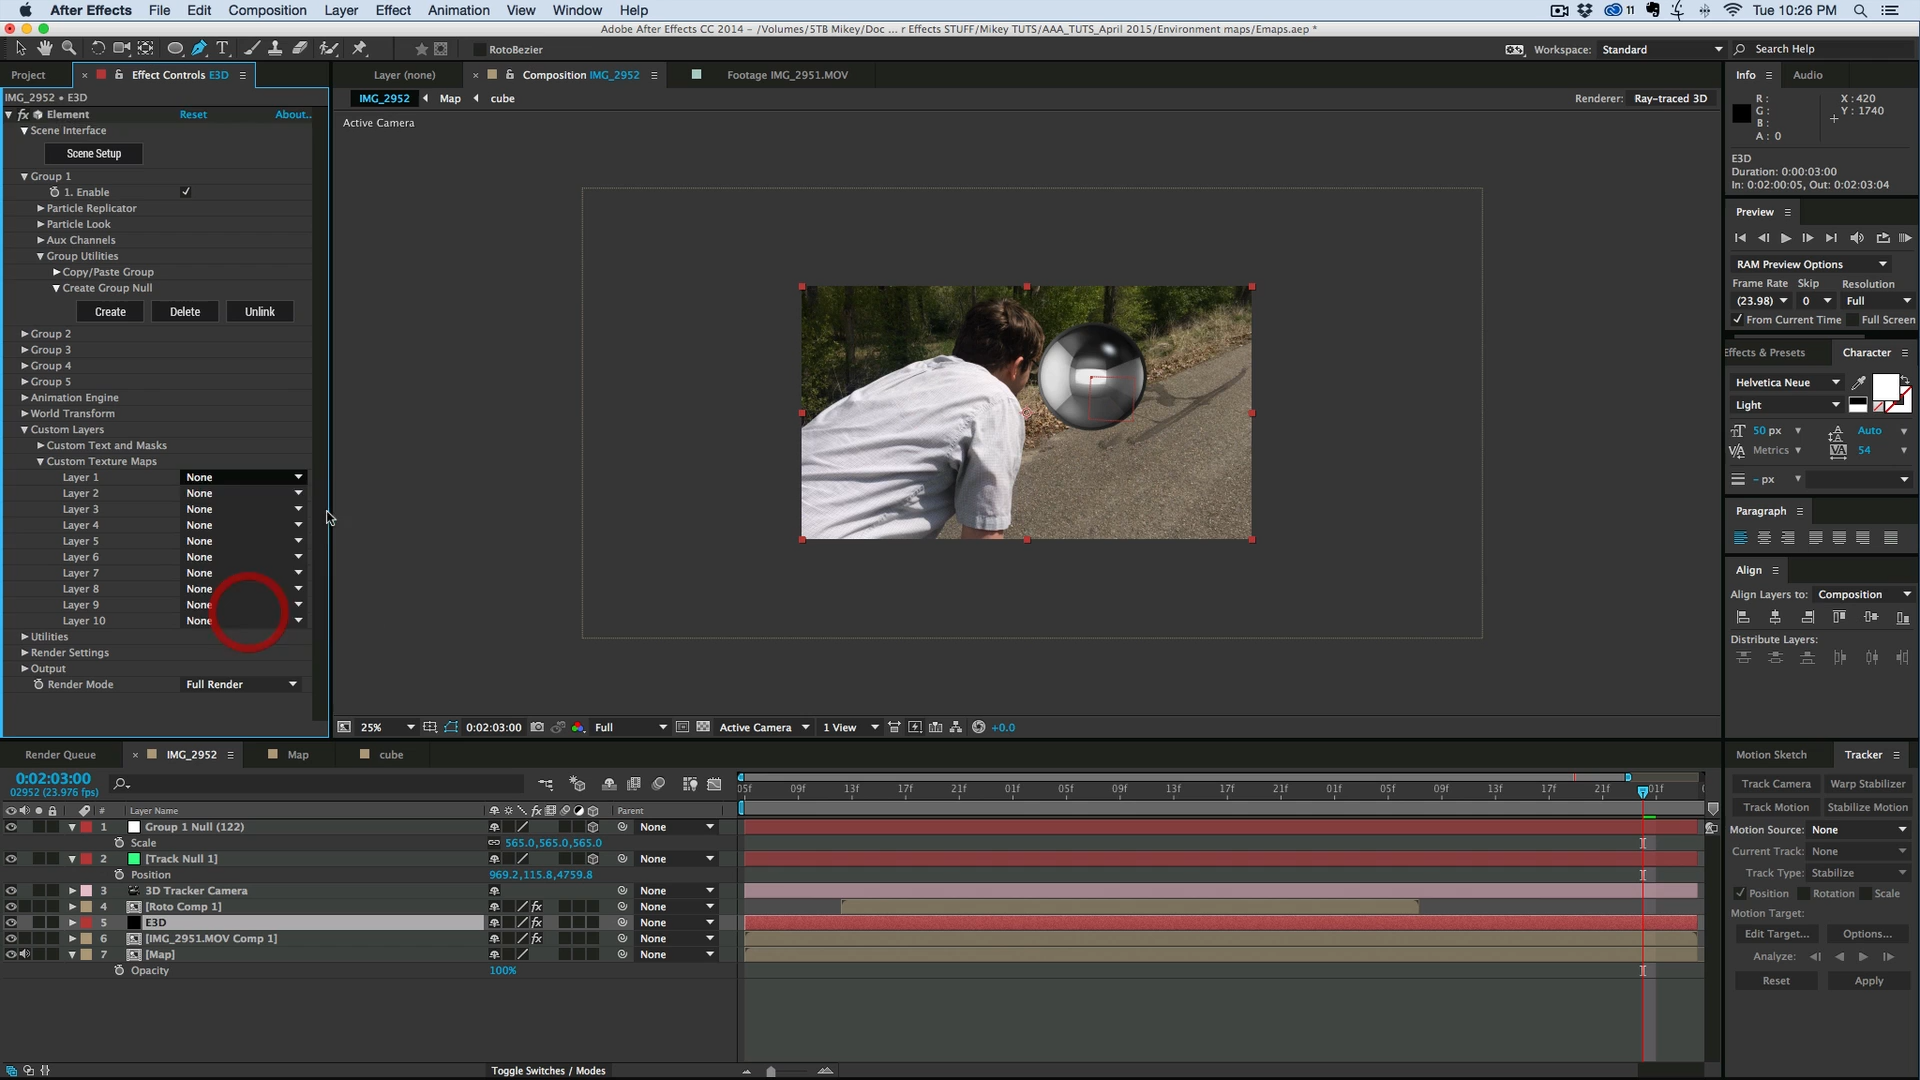 After Effects File Edit Composition Layer Effect Animation View Window Help
11 Tue 10:26 PM
Adobe After Effects CC 2014 - /Volumes/5TB Mikey/Doc ... r Effects STUFF/Mikey TUTS/AAA_TUTS_April 2015/Environment maps/Emaps.aep *
RotoBezier Workspace: Standard Search Help
Project Effect Controls E3D Layer (none) Composition IMG_2952 Footage IMG_2951.MOV Info Audio
IMG_2952 • E3D IMG_2952 Map cube Renderer: Ray-traced 3D
Element Reset About..
Scene Interface
Scene Setup
Group 1
1. Enable
Particle Replicator
Particle Look
Aux Channels
Group Utilities
Copy/Paste Group
Create Group Null
Create Delete Unlink
Group 2
Group 3
Group 4
Group 5
Animation Engine
World Transform
Custom Layers
Custom Text and Masks
Custom Texture Maps
Layer 1 None
Layer 2 None
Layer 3 None
Layer 4 None
Layer 5 None
Layer 6 None
Layer 7 None
Layer 8 None
Layer 9 None
Layer 10 None
Utilities
Render Settings
Output
Render Mode Full Render
Active Camera
25% 0:02:03:00 Full Active Camera 1 View +0.0
R : X : 420
G : Y : 1740
B :
A : 0
E3D
Duration: 0:00:03:00
In: 0:02:00:05, Out: 0:02:03:04
Preview
RAM Preview Options
Frame Rate Skip Resolution
(23.98) 0 Full
From Current Time Full Screen
Effects & Presets Character
Helvetica Neue
Light
50 px Auto
Metrics 54
- px
Paragraph
Align
Align Layers to: Composition
Distribute Layers:
Render Queue IMG_2952 Map cube
0:02:03:00
02952 (23.976 fps)
05f 09f 13f 17f 21f 01f 05f 09f 13f 17f 21f 01f 05f 09f 13f 17f 21f 01f
# Layer Name Parent
1 Group 1 Null (122) None
Scale 565.0,565.0,565.0
2 [Track Null 1] None
Position 969.2,115.8,4759.8
3 3D Tracker Camera None
4 [Roto Comp 1] None
5 E3D None
6 [IMG_2951.MOV Comp 1] None
7 [Map] None
Opacity 100%
Toggle Switches / Modes
Motion Sketch Tracker
Track Camera Warp Stabilizer
Track Motion Stabilize Motion
Motion Source: None
Current Track: None
Track Type: Stabilize
Position Rotation Scale
Motion Target:
Edit Target... Options...
Analyze:
Reset Apply